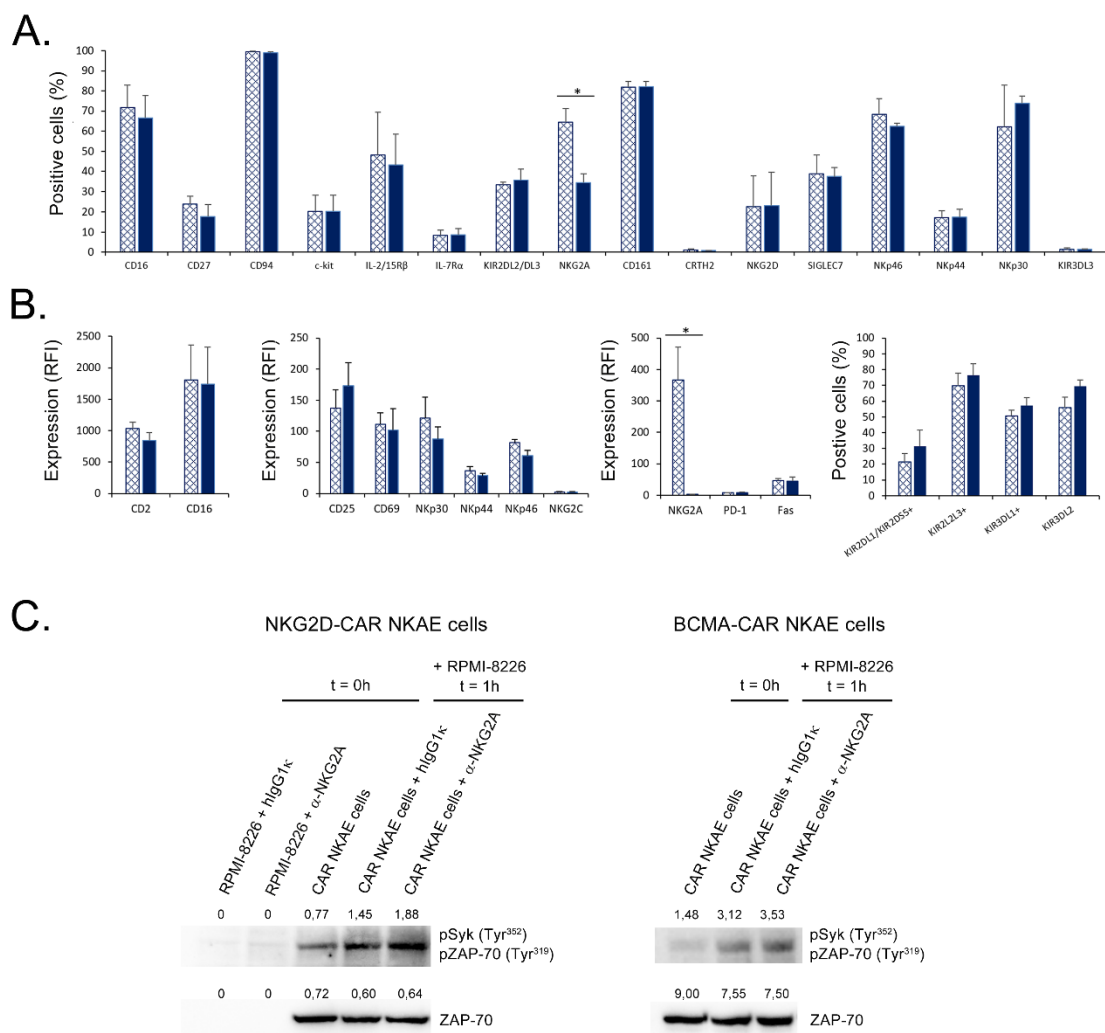 A.
Positive cells (%)
100
90
80
70
60
50
40
30
20
10
0
*
CD16 CD27 CD94 c-kit IL-2/15Rβ IL-7Rα KIR2DL2/DL3 NKG2A CD161 CRTH2 NKG2D SIGLEC7 NKp46 NKp44 NKp30 KIR3DL3
B.
Expression (RFI)
2500
2000
1500
1000
500
0
CD2 CD16
Expression (RFI)
250
200
150
100
50
0
CD25 CD69 NKp30 NKp44 NKp46 NKG2C
Expression (RFI)
500
400
300
200
100
0
*
NKG2A PD-1 Fas
Postive cells (%)
100
90
80
70
60
50
40
30
20
10
0
KIR2DL1/KIR2DS5+
KIR2L2L3+
KIR3DL1+
KIR3DL2
C.
NKG2D-CAR NKAE cells
+ RPMI-8226
t = 0h t = 1h
RPMI-8226 + hIgG1κ
RPMI-8226 + α-NKG2A
CAR NKAE cells
CAR NKAE cells + hIgG1κ
CAR NKAE cells + α-NKG2A
0 0 0,77 1,45 1,88
pSyk (Tyr352)
pZAP-70 (Tyr319)
0 0 0,72 0,60 0,64
ZAP-70
BCMA-CAR NKAE cells
+ RPMI-8226
t = 0h t = 1h
CAR NKAE cells
CAR NKAE cells + hIgG1κ
CAR NKAE cells + α-NKG2A
1,48 3,12 3,53
pSyk (Tyr352)
pZAP-70 (Tyr319)
9,00 7,55 7,50
ZAP-70